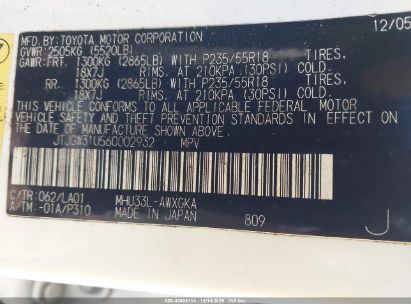 MFD.BY: TOYOTA MOTOR CORPORATION 12/05
GVWR: 2505KG (5520LB)
GAWR: FRT. 1300KG (2865LB) WITH P235/55R18 TIRES,
18X7J RIMS, AT 210KPA (30PSI) COLD
RR. 1300KG (2865LB) WITH P235/55R18 TIRES,
18X7J RIMS, AT 210KPA (30PSI) COLD
THIS VEHICLE CONFORMS TO ALL APPLICABLE FEDERAL MOTOR
VEHICLE SAFETY AND THEFT PREVENTION STANDARDS IN EFFECT ON
THE DATE OF MANUFACTURE SHOWN ABOVE.
JTJGW31U560002932 MPV
C/TR: 062/LA01 MHU33L-AWXGKA
A/TM: -01A/P310 MADE IN JAPAN 809 J